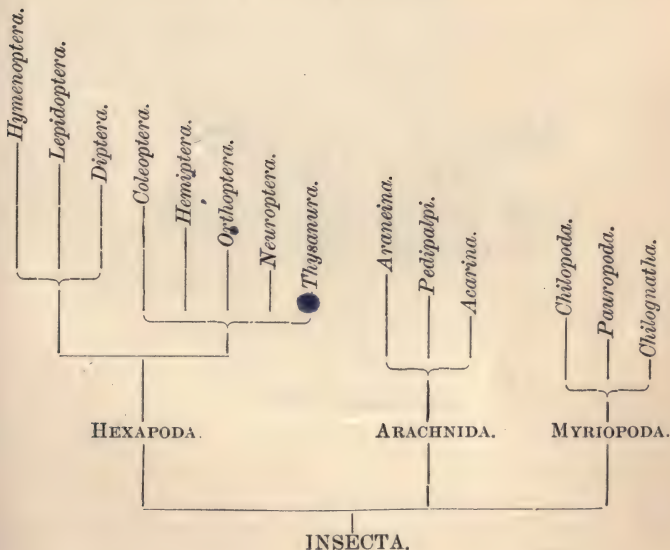 Hymenoptera.
Lepidoptera.
Diptera.
Coleoptera.
Hemiptera.
Orthoptera.
Neuroptera.
Thysanura.
Araneina.
Pedipalpi.
Acarina.
Chilopoda.
Pauropoda.
Chilognatha.
HEXAPODA.
ARACHNIDA.
MYRIOPODA.
INSECTA.